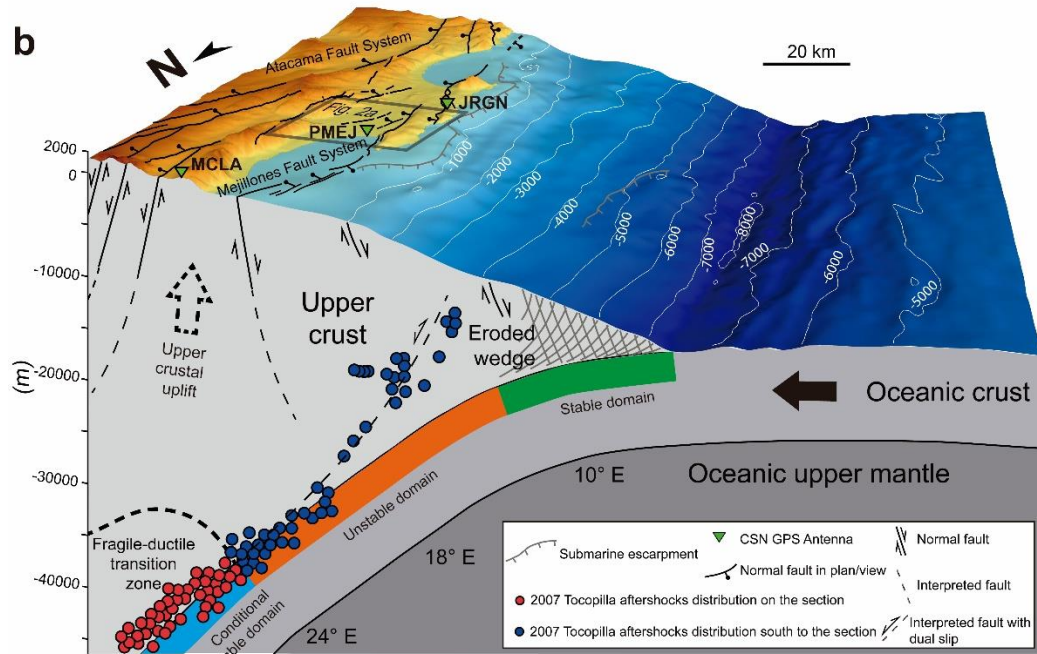 b
N
Atacama Fault System
20 km
Fig. 2a
JRGN
PMEJ
MCLA
Mejillones Fault System
2000
0
-10000
-20000
-30000
-40000
(m)
-1000
-2000
-3000
-4000
-5000
-6000
-7000
-8000
-7000
-6000
-5000
Upper
crust
Eroded
wedge
Upper
crustal
uplift
Stable domain
Oceanic crust
Unstable domain
10° E
Oceanic upper mantle
18° E
24° E
Fragile-ductile
transition
zone
Conditional
stable domain
Submarine escarpment
CSN GPS Antenna
Normal fault
Normal fault in plan/view
Interpreted fault
2007 Tocopilla aftershocks distribution on the section
2007 Tocopilla aftershocks distribution south to the section
Interpreted fault with
dual slip